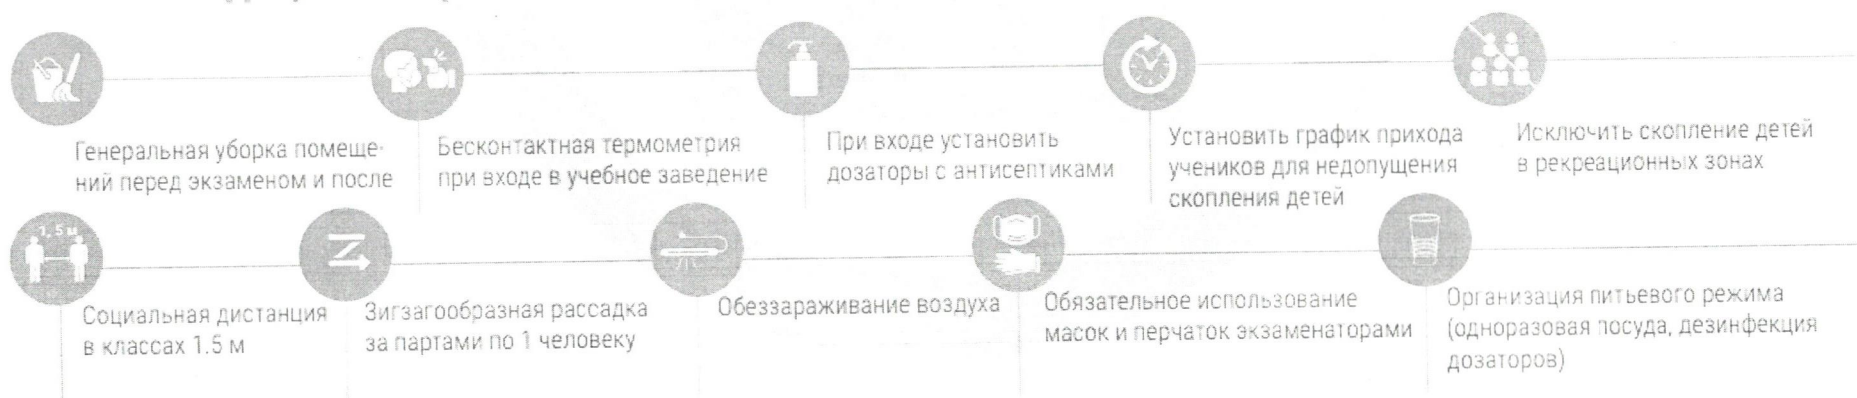 Генеральная уборка помеще-
ний перед экзаменом и после
Бесконтактная термометрия
при входе в учебное заведение
При входе установить
дозаторы с антисептиками
Установить график прихода
учеников для недопущения
скопления детей
Исключить скопление детей
в рекреационных зонах
1,5 м
Социальная дистанция
в классах 1.5 м
Зигзагообразная рассадка
за партами по 1 человеку
Обеззараживание воздуха
Обязательное использование
масок и перчаток экзаменаторами
Организация питьевого режима
(одноразовая посуда, дезинфекция
дозаторов)